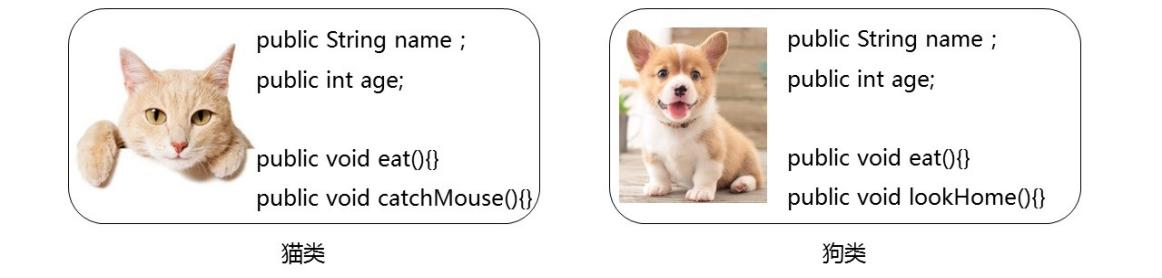 public String name ;
public int age;
public void eat(){}
public void catchMouse(){}
猫类
public String name ;
public int age;
public void eat(){}
public void lookHome(){}
狗类